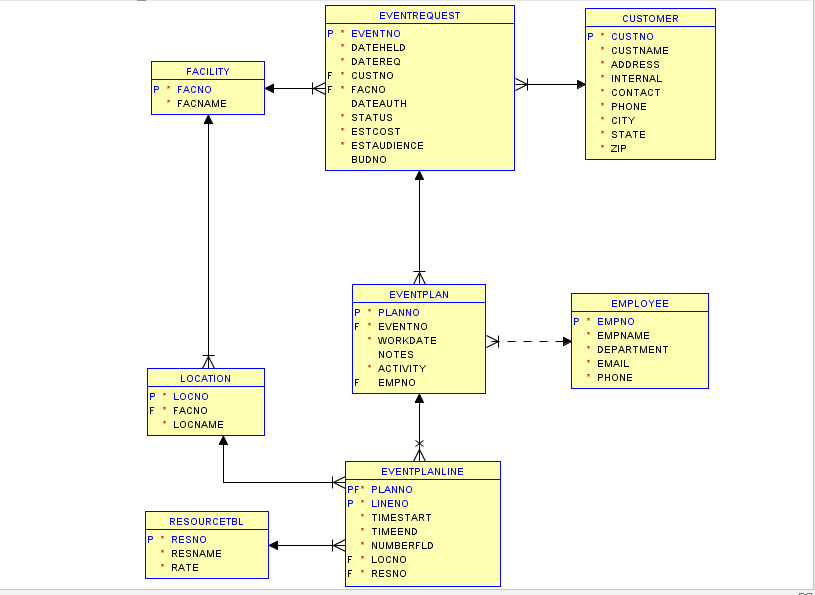 EVENTREQUEST
P * EVENTNO
* DATEHELD
* DATEREQ
F * CUSTNO
F * FACNO
DATEAUTH
* STATUS
* ESTCOST
* ESTAUDIENCE
BUDNO
CUSTOMER
P * CUSTNO
* CUSTNAME
* ADDRESS
* INTERNAL
* CONTACT
* PHONE
* CITY
* STATE
* ZIP
FACILITY
P * FACNO
* FACNAME
EVENTPLAN
P * PLANNO
F * EVENTNO
* WORKDATE
NOTES
* ACTIVITY
F EMPNO
EMPLOYEE
P * EMPNO
* EMPNAME
* DEPARTMENT
* EMAIL
* PHONE
LOCATION
P * LOCNO
F * FACNO
* LOCNAME
EVENTPLANLINE
PF* PLANNO
P * LINENO
* TIMESTART
* TIMEEND
* NUMBERFLD
F * LOCNO
F * RESNO
RESOURCETBL
P * RESNO
* RESNAME
* RATE